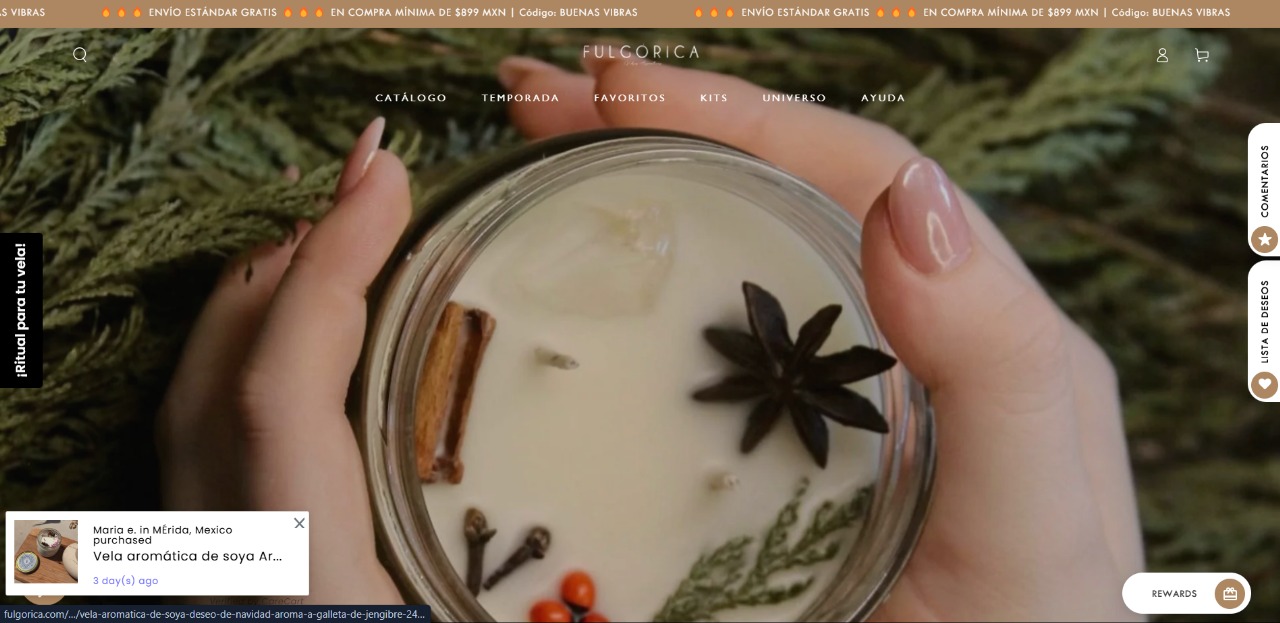 AS VIBRAS
ENVÍO ESTÁNDAR GRATIS
EN COMPRA MÍNIMA DE $899 MXN | Código: BUENAS VIBRAS
ENVÍO ESTÁNDAR GRATIS
EN COMPRA MÍNIMA DE $899 MXN | Código: BUENAS VIBRAS
FULGORICA
CATÁLOGO
TEMPORADA
FAVORITOS
KITS
UNIVERSO
AYUDA
COMENTARIOS
LISTA DE DESEOS
¡Ritual para tu vela!
Maria e. in MÉrida, Mexico
purchased
Vela aromática de soya Ar...
3 day(s) ago
REWARDS
fulgorica.com/.../vela-aromatica-de-soya-deseo-de-navidad-aroma-a-galleta-de-jengibre-24...